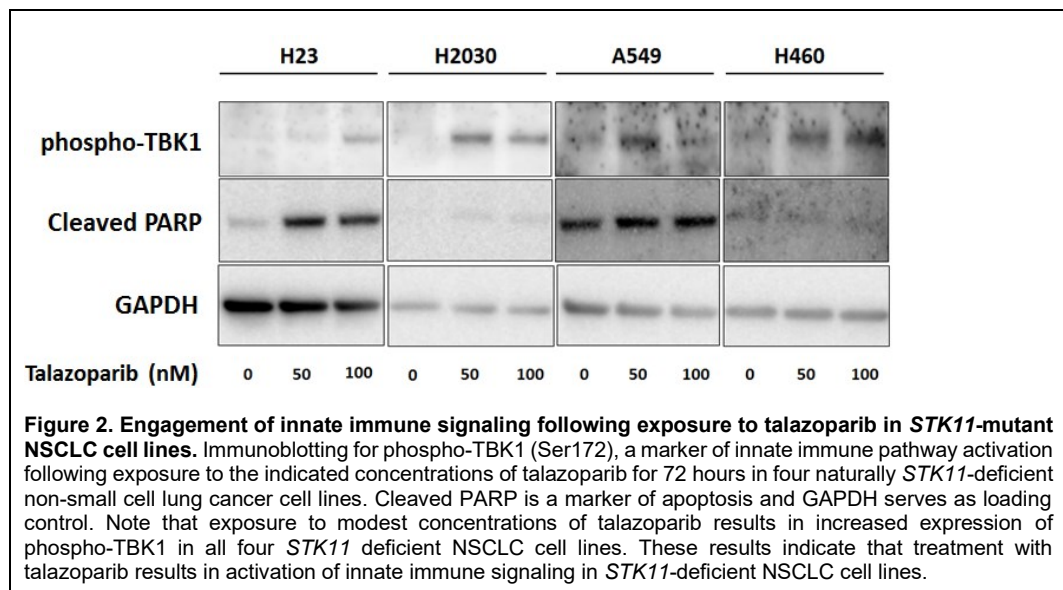 H23 H2030 A549 H460
phospho-TBK1
Cleaved PARP
GAPDH
Talazoparib (nM) 0 50 100 0 50 100 0 50 100 0 50 100
Figure 2. Engagement of innate immune signaling following exposure to talazoparib in STK11-mutant
NSCLC cell lines. Immunoblotting for phospho-TBK1 (Ser172), a marker of innate immune pathway activation
following exposure to the indicated concentrations of talazoparib for 72 hours in four naturally STK11-deficient
non-small cell lung cancer cell lines. Cleaved PARP is a marker of apoptosis and GAPDH serves as loading
control. Note that exposure to modest concentrations of talazoparib results in increased expression of
phospho-TBK1 in all four STK11 deficient NSCLC cell lines. These results indicate that treatment with
talazoparib results in activation of innate immune signaling in STK11-deficient NSCLC cell lines.